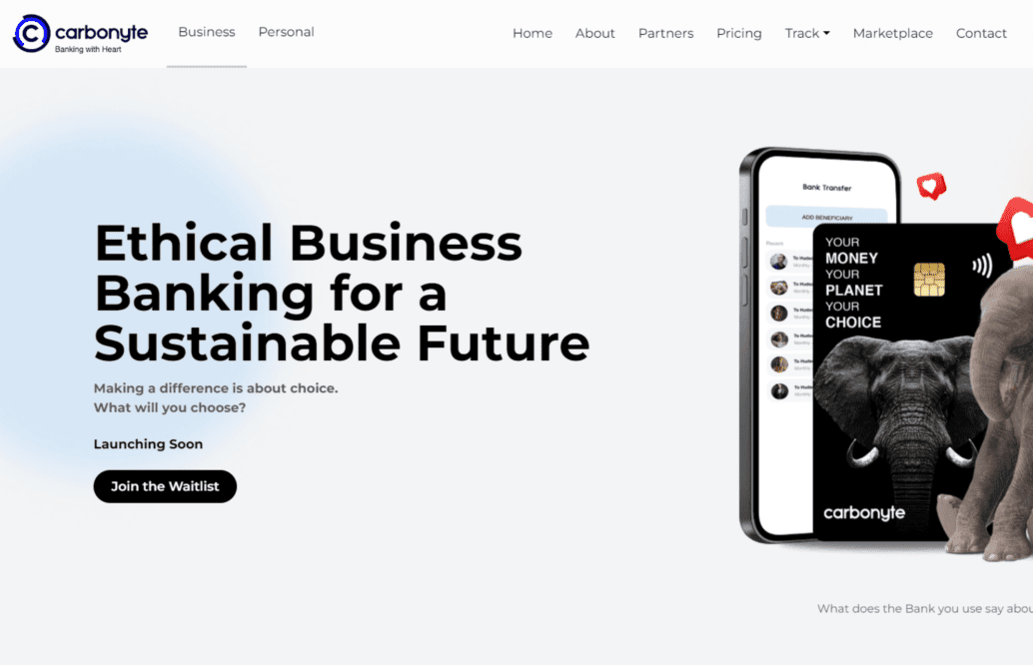 carbonyte
Banking with Heart
Business
Personal
Home
About
Partners
Pricing
Track
Marketplace
Contact
Ethical Business
Banking for a
Sustainable Future
Making a difference is about choice.
What will you choose?
Launching Soon
Join the Waitlist
Bank Transfer
ADD BENEFICIARY
Recent
YOUR
MONEY
YOUR
PLANET
YOUR
CHOICE
carbonyte
What does the Bank you use say abou